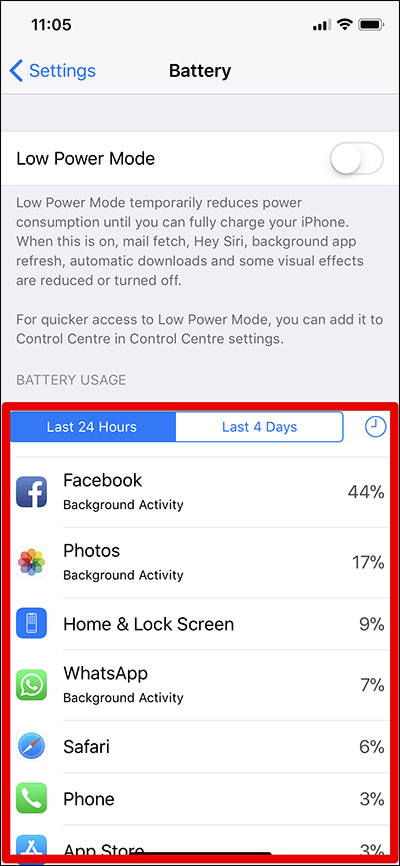 11:05
Settings
Battery
Low Power Mode
Low Power Mode temporarily reduces power
consumption until you can fully charge your iPhone.
When this is on, mail fetch, Hey Siri, background app
refresh, automatic downloads and some visual effects
are reduced or turned off.
For quicker access to Low Power Mode, you can add it to
Control Centre in Control Centre settings.
BATTERY USAGE
Last 24 Hours Last 4 Days
Facebook 44%
Background Activity
Photos 17%
Background Activity
Home & Lock Screen 9%
WhatsApp 7%
Background Activity
Safari 6%
Phone 3%
App Store 3%